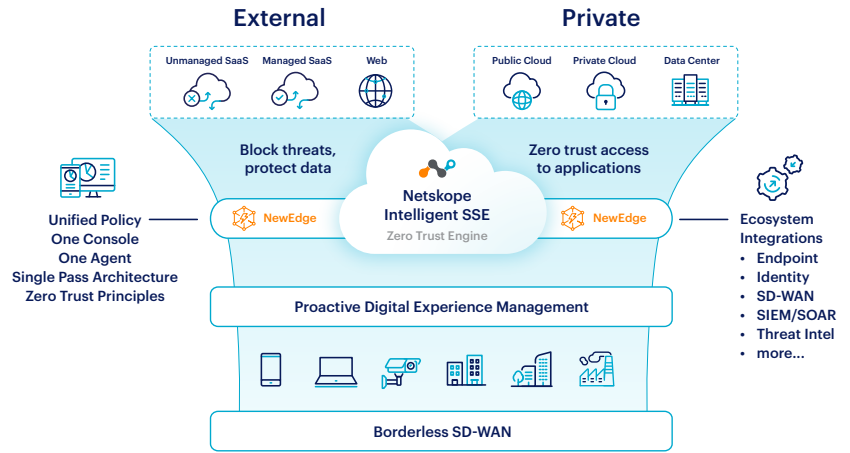 External
Private
Unmanaged SaaS
Managed SaaS
Web
Public Cloud
Private Cloud
Data Center
Block threats,
protect data
Zero trust access
to applications
Netskope
Intelligent SSE
Zero Trust Engine
NewEdge
NewEdge
Unified Policy
One Console
One Agent
Single Pass Architecture
Zero Trust Principles
Ecosystem
Integrations
• Endpoint
• Identity
• SD-WAN
• SIEM/SOAR
• Threat Intel
• more...
Proactive Digital Experience Management
Borderless SD-WAN